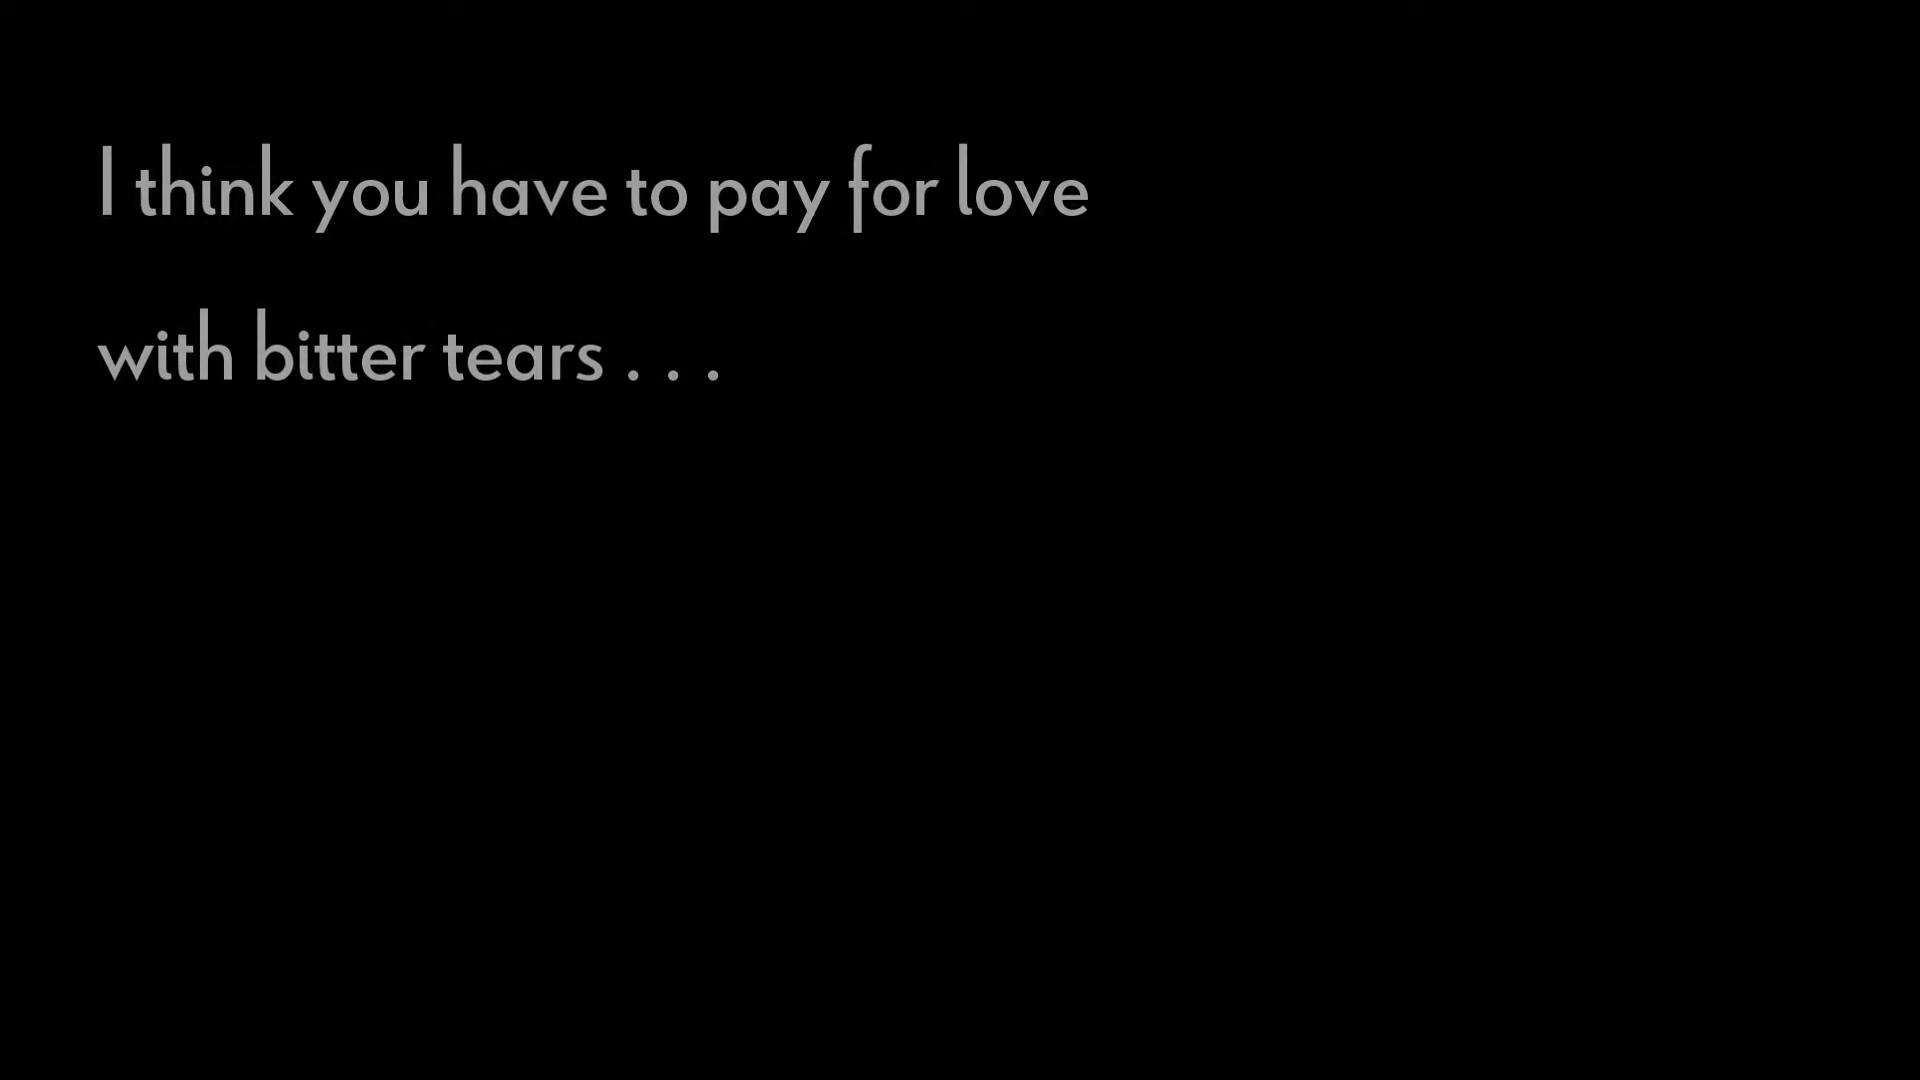 I think you have to pay for love
with bitter tears . . .